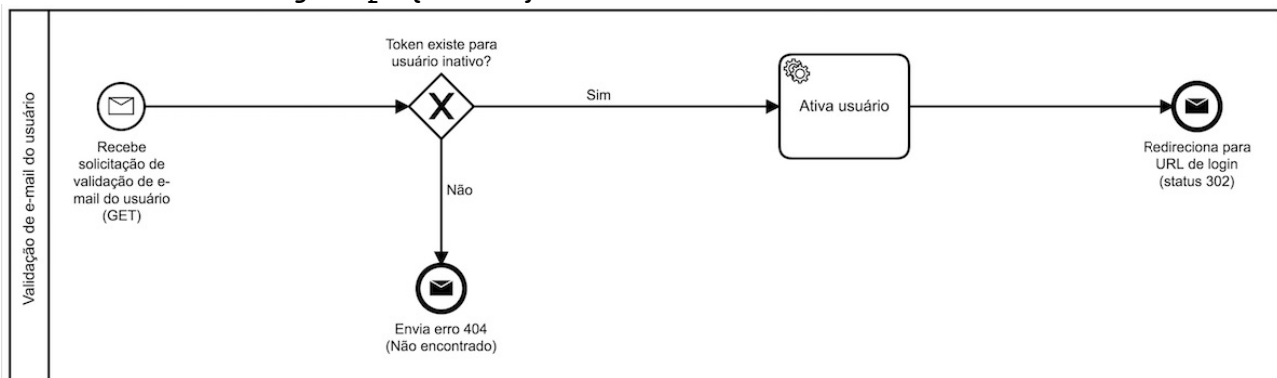 Validação de e-mail do usuário
Recebe
solicitação de
validação de e-
mail do usuário
(GET)
Token existe para
usuário inativo?
Sim
Não
Envia erro 404
(Não encontrado)
Ativa usuário
Redireciona para
URL de login
(status 302)